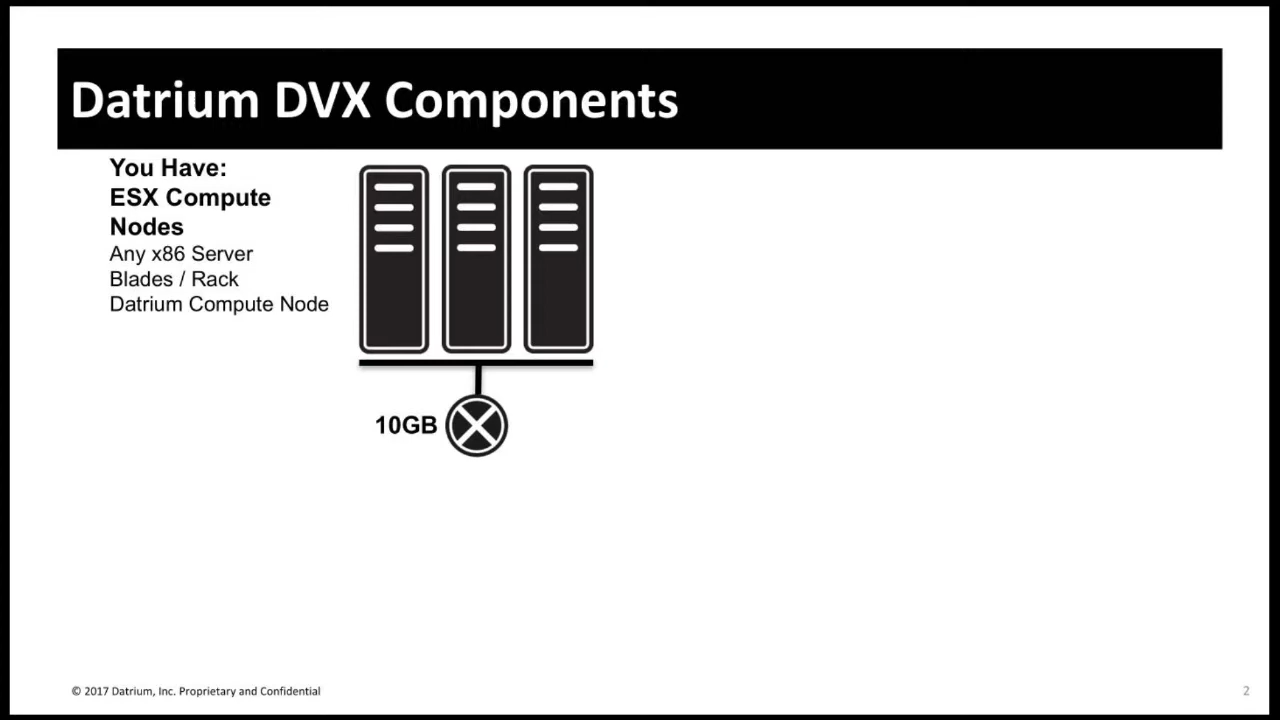 Datrium DVX Components
You Have:
ESX Compute
Nodes
Any x86 Server
Blades / Rack
Datrium Compute Node
10GB
© 2017 Datrium, Inc. Proprietary and Confidential
2